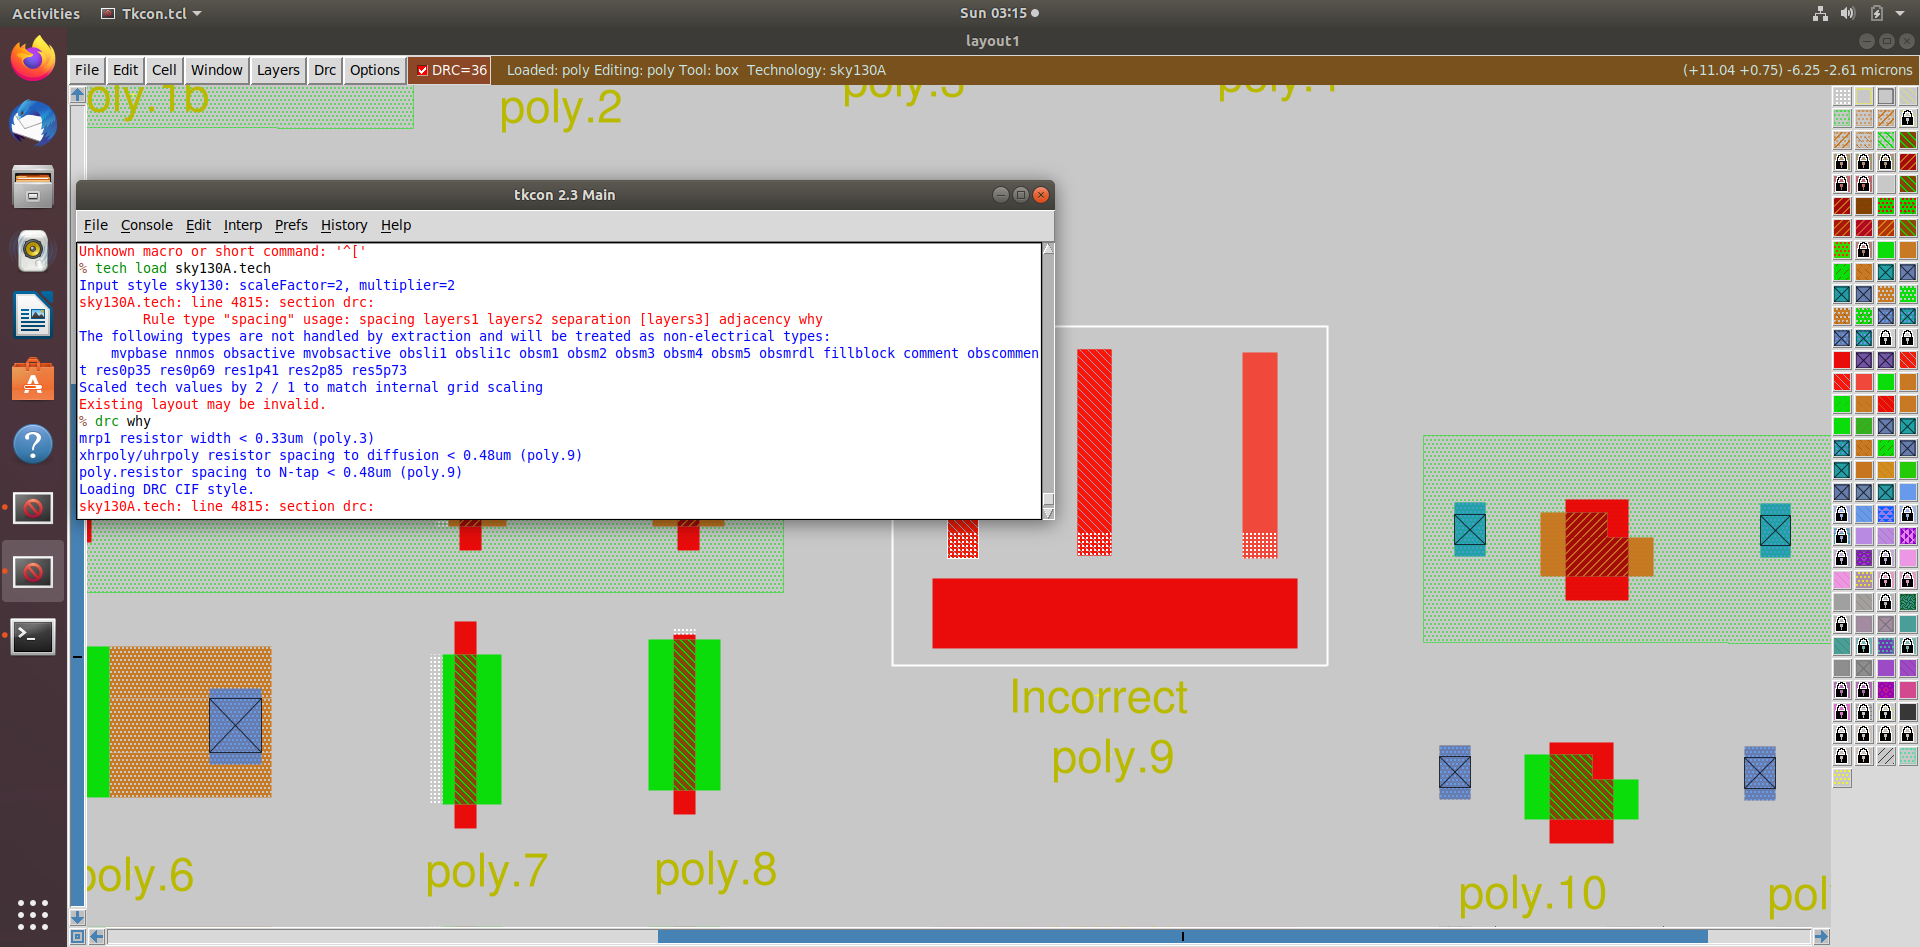 Activities
Tkcon.tcl
Sun 03:15
layout1
File Edit Cell Window Layers Drc Options DRC=36 Loaded: poly Editing: poly Tool: box Technology: sky130A (+11.04 +0.75) -6.25 -2.61 microns
oly.1b
poly.2
poly.3
tkcon 2.3 Main
File Console Edit Interp Prefs History Help
Unknown macro or short command: '^['
% tech load sky130A.tech
Input style sky130: scaleFactor=2, multiplier=2
sky130A.tech: line 4815: section drc:
Rule type "spacing" usage: spacing layers1 layers2 separation [layers3] adjacency why
The following types are not handled by extraction and will be treated as non-electrical types:
mvpbase nnmos obsactive mvobsactive obsli1 obsli1c obsm1 obsm2 obsm3 obsm4 obsm5 obsmrdl fillblock comment obscommen
t res0p35 res0p69 res1p41 res2p85 res5p73
Scaled tech values by 2 / 1 to match internal grid scaling
Existing layout may be invalid.
% drc why
mrp1 resistor width < 0.33um (poly.3)
xhrpoly/uhrpoly resistor spacing to diffusion < 0.48um (poly.9)
poly.resistor spacing to N-tap < 0.48um (poly.9)
Loading DRC CIF style.
sky130A.tech: line 4815: section drc:
Incorrect
poly.9
poly.6
poly.7
poly.8
poly.10
pol